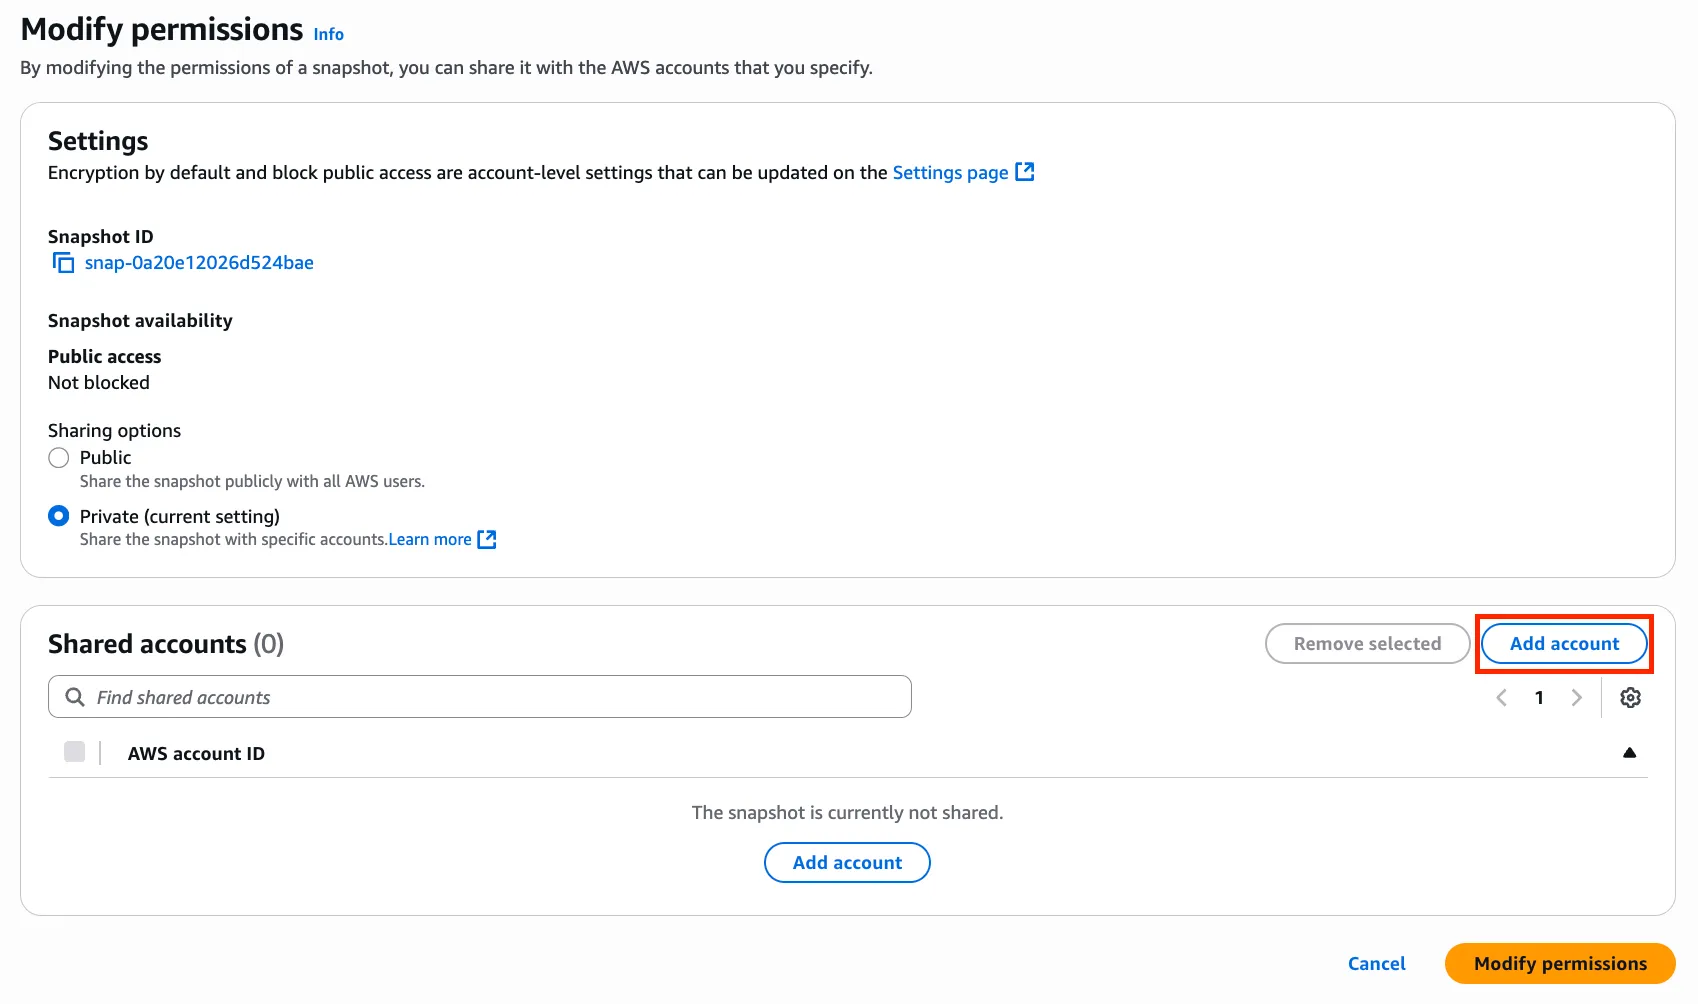 Modify permissions Info
By modifying the permissions of a snapshot, you can share it with the AWS accounts that you specify.
Settings
Encryption by default and block public access are account-level settings that can be updated on the Settings page
Snapshot ID
snap-0a20e12026d524bae
Snapshot availability
Public access
Not blocked
Sharing options
Public
Share the snapshot publicly with all AWS users.
Private (current setting)
Share the snapshot with specific accounts.Learn more
Shared accounts (0)
Remove selected
Add account
Find shared accounts
1
AWS account ID
The snapshot is currently not shared.
Add account
Cancel
Modify permissions